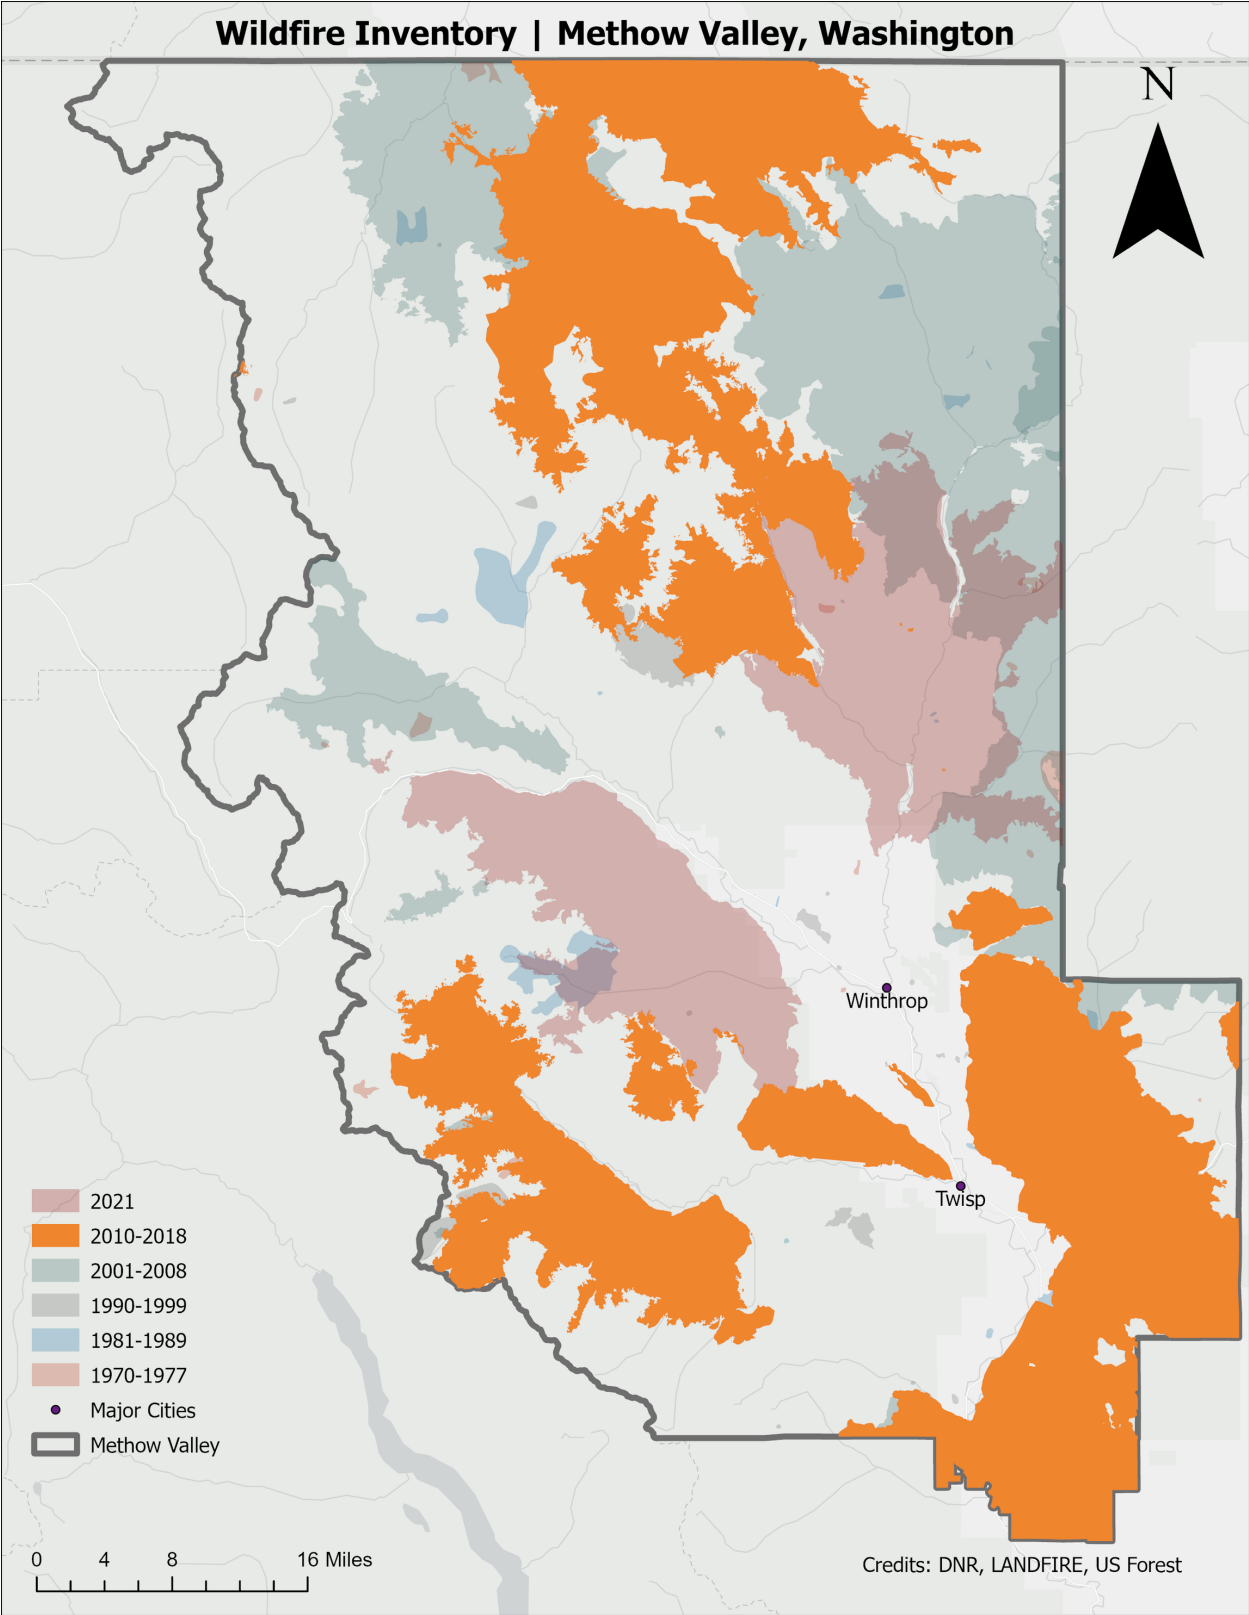 Wildfire Inventory | Methow Valley, Washington
N
Winthrop
Twisp
2021
2010-2018
2001-2008
1990-1999
1981-1989
1970-1977
Major Cities
Methow Valley
0 4 8 16 Miles
Credits: DNR, LANDFIRE, US Forest